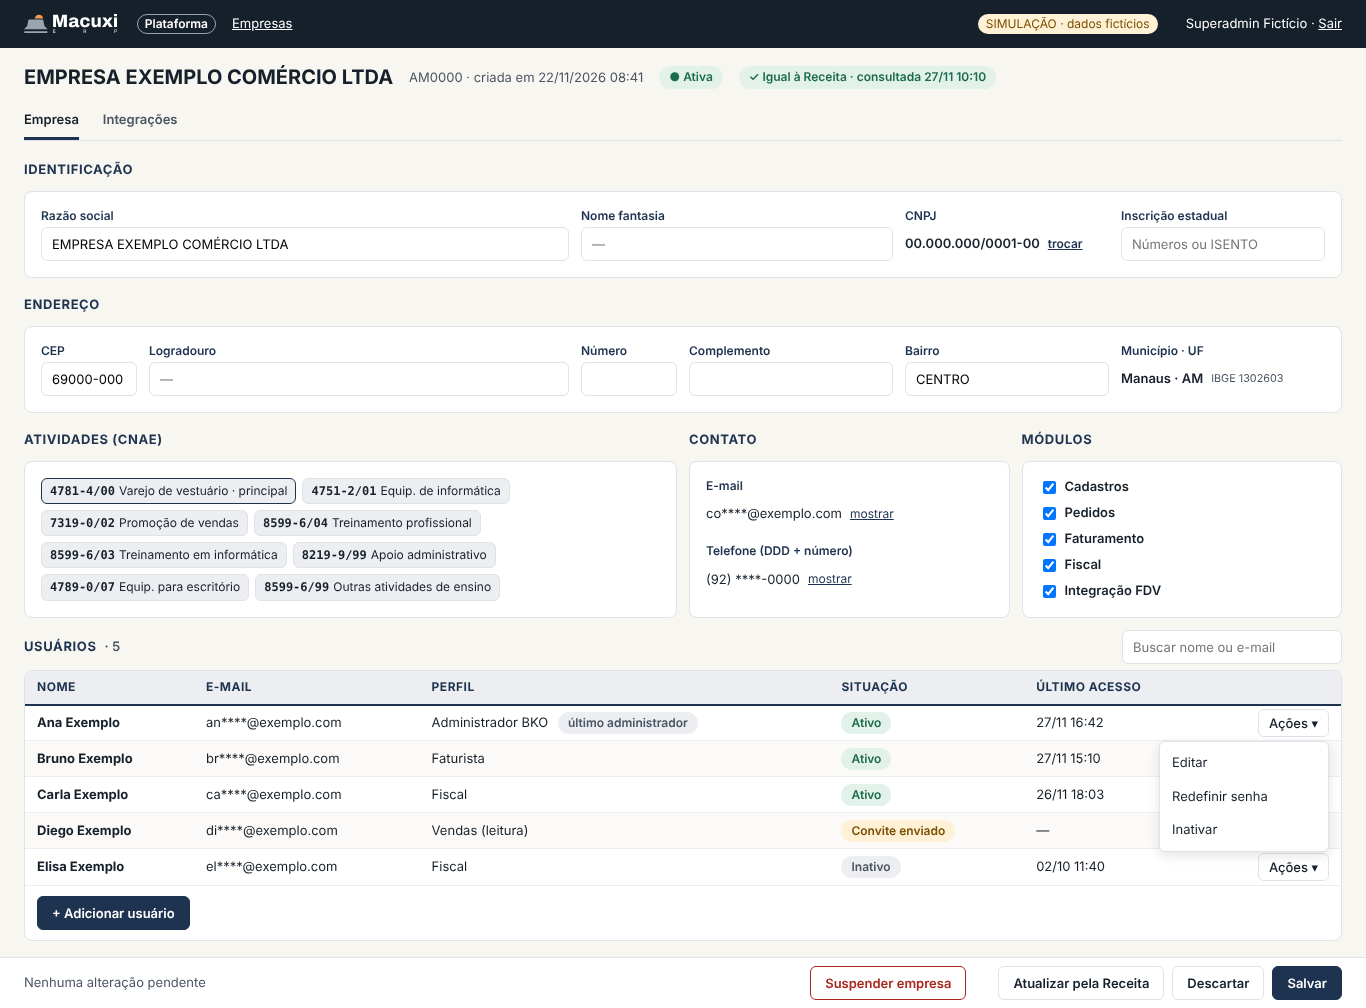 Macuxi Plataforma Empresas SIMULAÇÃO · dados fictícios Superadmin Fictício · Sair
E R P
EMPRESA EXEMPLO COMÉRCIO LTDA AM0000 · criada em 22/11/2026 08:41 ● Ativa ✓ Igual à Receita · consultada 27/11 10:10
Empresa Integrações
IDENTIFICAÇÃO
Razão social Nome fantasia CNPJ Inscrição estadual
EMPRESA EXEMPLO COMÉRCIO LTDA — 00.000.000/0001-00 trocar Números ou ISENTO
ENDEREÇO
CEP Logradouro Número Complemento Bairro Município · UF
69000-000 — CENTRO Manaus · AM IBGE 1302603
ATIVIDADES (CNAE) CONTATO MÓDULOS
4781-4/00 Varejo de vestuário · principal 4751-2/01 Equip. de informática
7319-0/02 Promoção de vendas 8599-6/04 Treinamento profissional
8599-6/03 Treinamento em informática 8219-9/99 Apoio administrativo
4789-0/07 Equip. para escritório 8599-6/99 Outras atividades de ensino
E-mail
co****@exemplo.com mostrar
Telefone (DDD + número)
(92) ****-0000 mostrar
Cadastros
Pedidos
Faturamento
Fiscal
Integração FDV
USUÁRIOS · 5 Buscar nome ou e-mail
NOME E-MAIL PERFIL SITUAÇÃO ÚLTIMO ACESSO
Ana Exemplo an****@exemplo.com Administrador BKO último administrador Ativo 27/11 16:42 Ações ▾
Bruno Exemplo br****@exemplo.com Faturista Ativo 27/11 15:10
Carla Exemplo ca****@exemplo.com Fiscal Ativo 26/11 18:03
Diego Exemplo di****@exemplo.com Vendas (leitura) Convite enviado —
Elisa Exemplo el****@exemplo.com Fiscal Inativo 02/10 11:40 Ações ▾
Editar
Redefinir senha
Inativar
+ Adicionar usuário
Nenhuma alteração pendente Suspender empresa Atualizar pela Receita Descartar Salvar